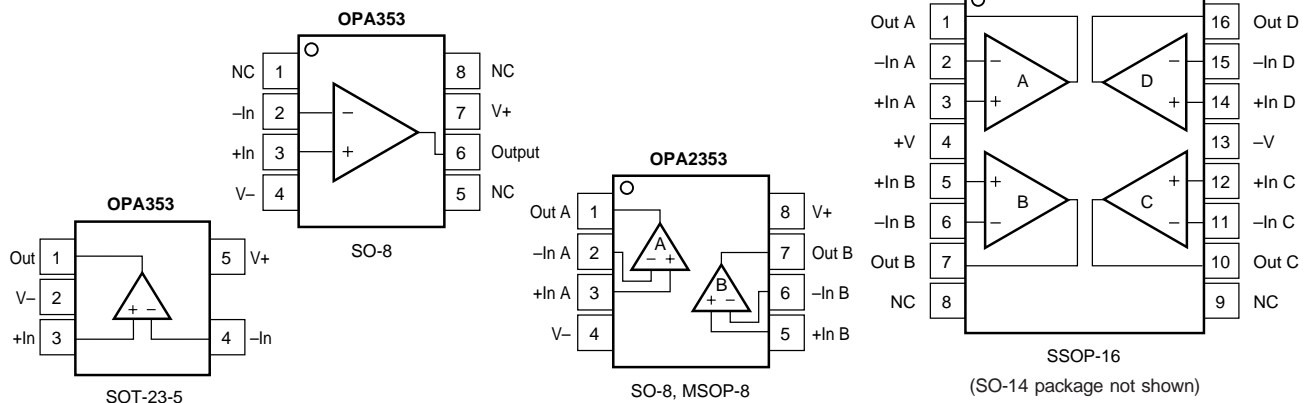 OPA353
NC 1 8 NC
–In 2 – 7 V+
+In 3 + 6 Output
V– 4 5 NC
SO-8
OPA353
Out 1 5 V+
V– 2
+ –
+In 3 4 –In
SOT-23-5
OPA2353
Out A 1 8 V+
A
–In A 2 – + 7 Out B
B
+In A 3 + – 6 –In B
V– 4 5 +In B
SO-8, MSOP-8
Out A 1 16 Out D
–In A 2 – – 15 –In D
A D
+In A 3 + + 14 +In D
+V 4 13 –V
+In B 5 + + 12 +In C
B C
–In B 6 – – 11 –In C
Out B 7 10 Out C
NC 8 9 NC
SSOP-16
(SO-14 package not shown)